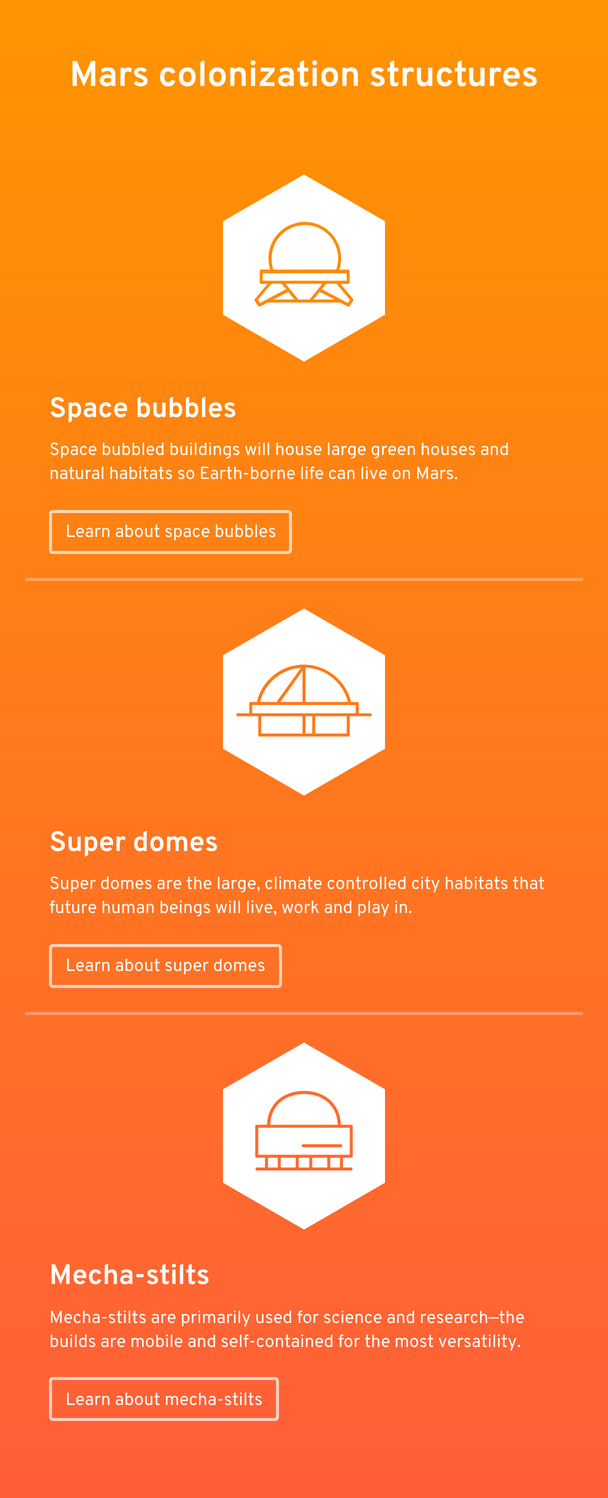 Mars colonization structures
Space bubbles
Space bubbled buildings will house large green houses and
natural habitats so Earth-borne life can live on Mars.
Learn about space bubbles
Super domes
Super domes are the large, climate controlled city habitats that
future human beings will live, work and play in.
Learn about super domes
Mecha-stilts
Mecha-stilts are primarily used for science and research—the
builds are mobile and self-contained for the most versatility.
Learn about mecha-stilts